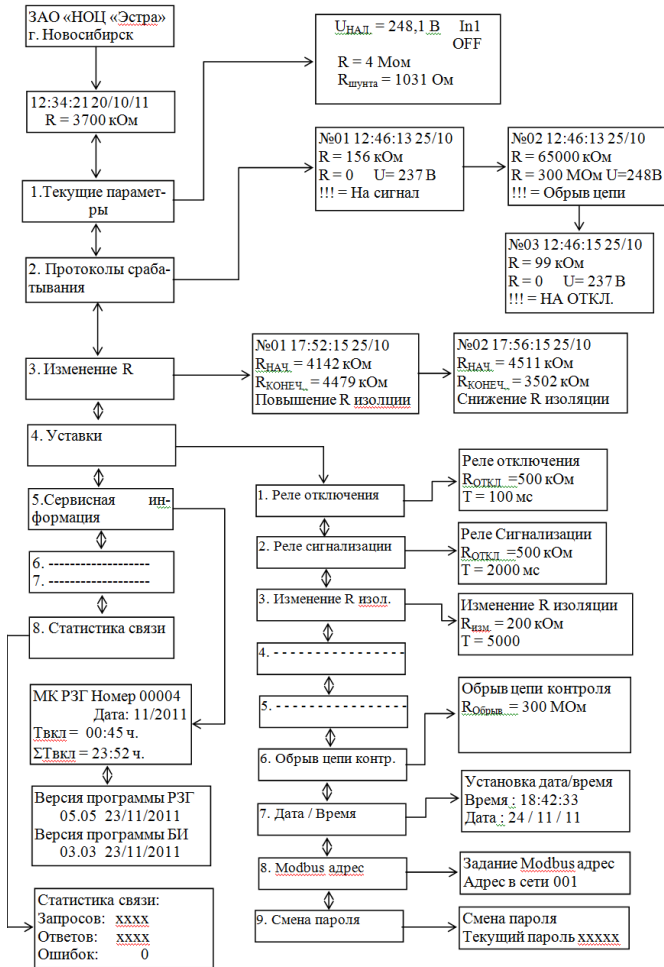 ЗАО «НОЦ «Эстра»
г. Новосибирск
12:34:21 20/10/11
R = 3700 кОм
1.Текущие парамет-
ры
2. Протоколы сраба-
тывания
3. Изменение R
4. Уставки
5.Сервисная ин-
формация
6. -------------------
7. -------------------
8. Статистика связи
UНАЛ. = 248,1 В In1
OFF
R = 4 Мом
Rшунта = 1031 Ом
№01 12:46:13 25/10
R = 156 кОм
R = 0 U= 237 В
!!! = На сигнал
№02 12:46:13 25/10
R = 65000 кОм
R = 300 МОм U=248В
!!! = Обрыв цепи
№03 12:46:15 25/10
R = 99 кОм
R = 0 U= 237 В
!!! = НА ОТКЛ.
№01 17:52:15 25/10
RНАЧ. = 4142 кОм
RКОНЕЧ. = 4479 кОм
Повышение R изолции
№02 17:56:15 25/10
RНАЧ. = 4511 кОм
RКОНЕЧ. = 3502 кОм
Снижение R изоляции
1. Реле отключения
2. Реле сигнализации
3. Изменение R изол.
4. - - - - - - - - - - - - - - - -
5. - - - - - - - - - - - - - - - -
6. Обрыв цепи контр.
7. Дата / Время
8. Modbus адрес
9. Смена пароля
Реле отключения
RОТКЛ =500 кОм
T = 100 мс
Реле Сигнализации
RОТКЛ =500 кОм
T = 2000 мс
Изменение R изоляции
Rизм. = 200 кОм
T = 5000
Обрыв цепи контроля
RОбрыв = 300 МОм
Установка дата/время
Время : 18:42:33
Дата : 24 / 11 / 11
Задание Modbus адрес
Адрес в сети 001
Смена пароля
Текущий пароль xxxxx
МК РЗГ Номер 00004
Дата: 11/2011
Твкл = 00:45 ч.
ΣТвкл = 23:52 ч.
Версия программы РЗГ
05.05 23/11/2011
Версия программы БИ
03.03 23/11/2011
Статистика связи:
Запросов: xxxx
Ответов: xxxx
Ошибок: 0